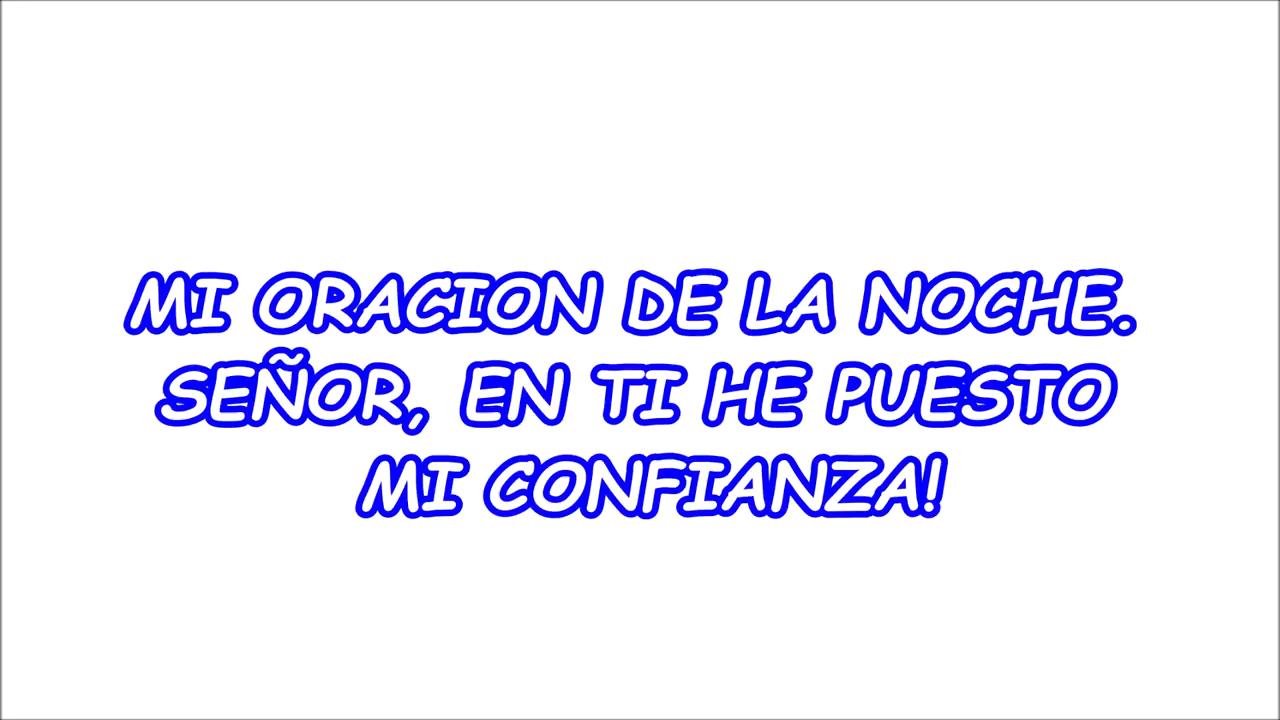 MI ORACION DE LA NOCHE.
SEÑOR, EN TI HE PUESTO
MI CONFIANZA!